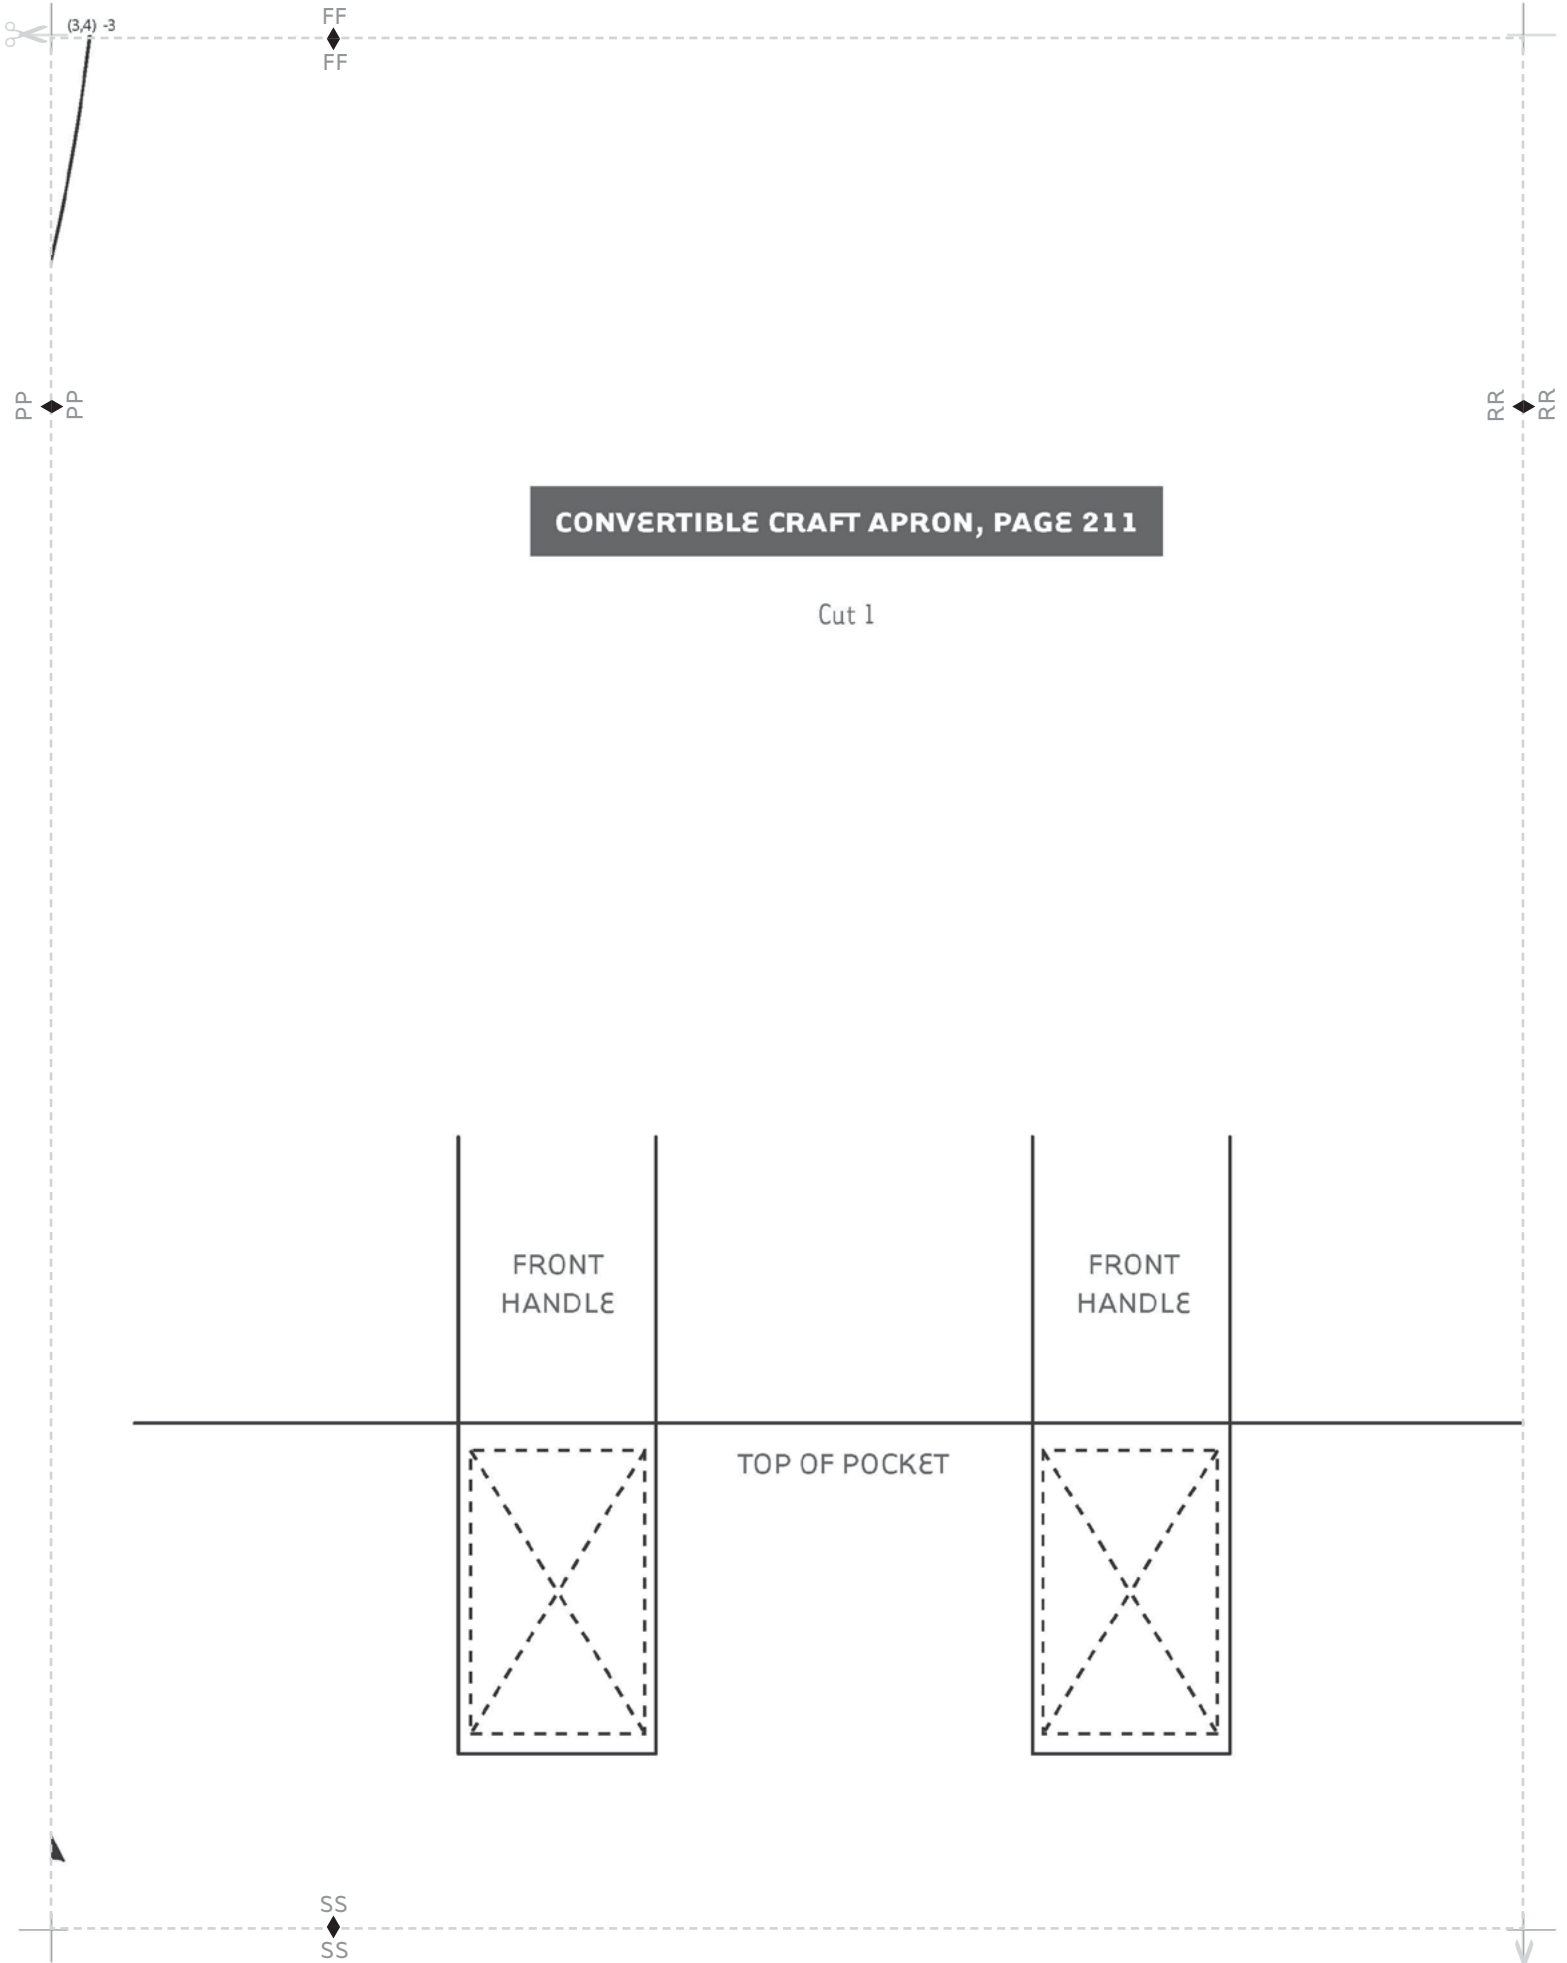 (3,4) -3
FF
FF
PP
PP
RR
RR
CONVERTIBLE CRAFT APRON, PAGE 211
Cut 1
FRONT
HANDLE
FRONT
HANDLE
TOP OF POCKET
SS
SS